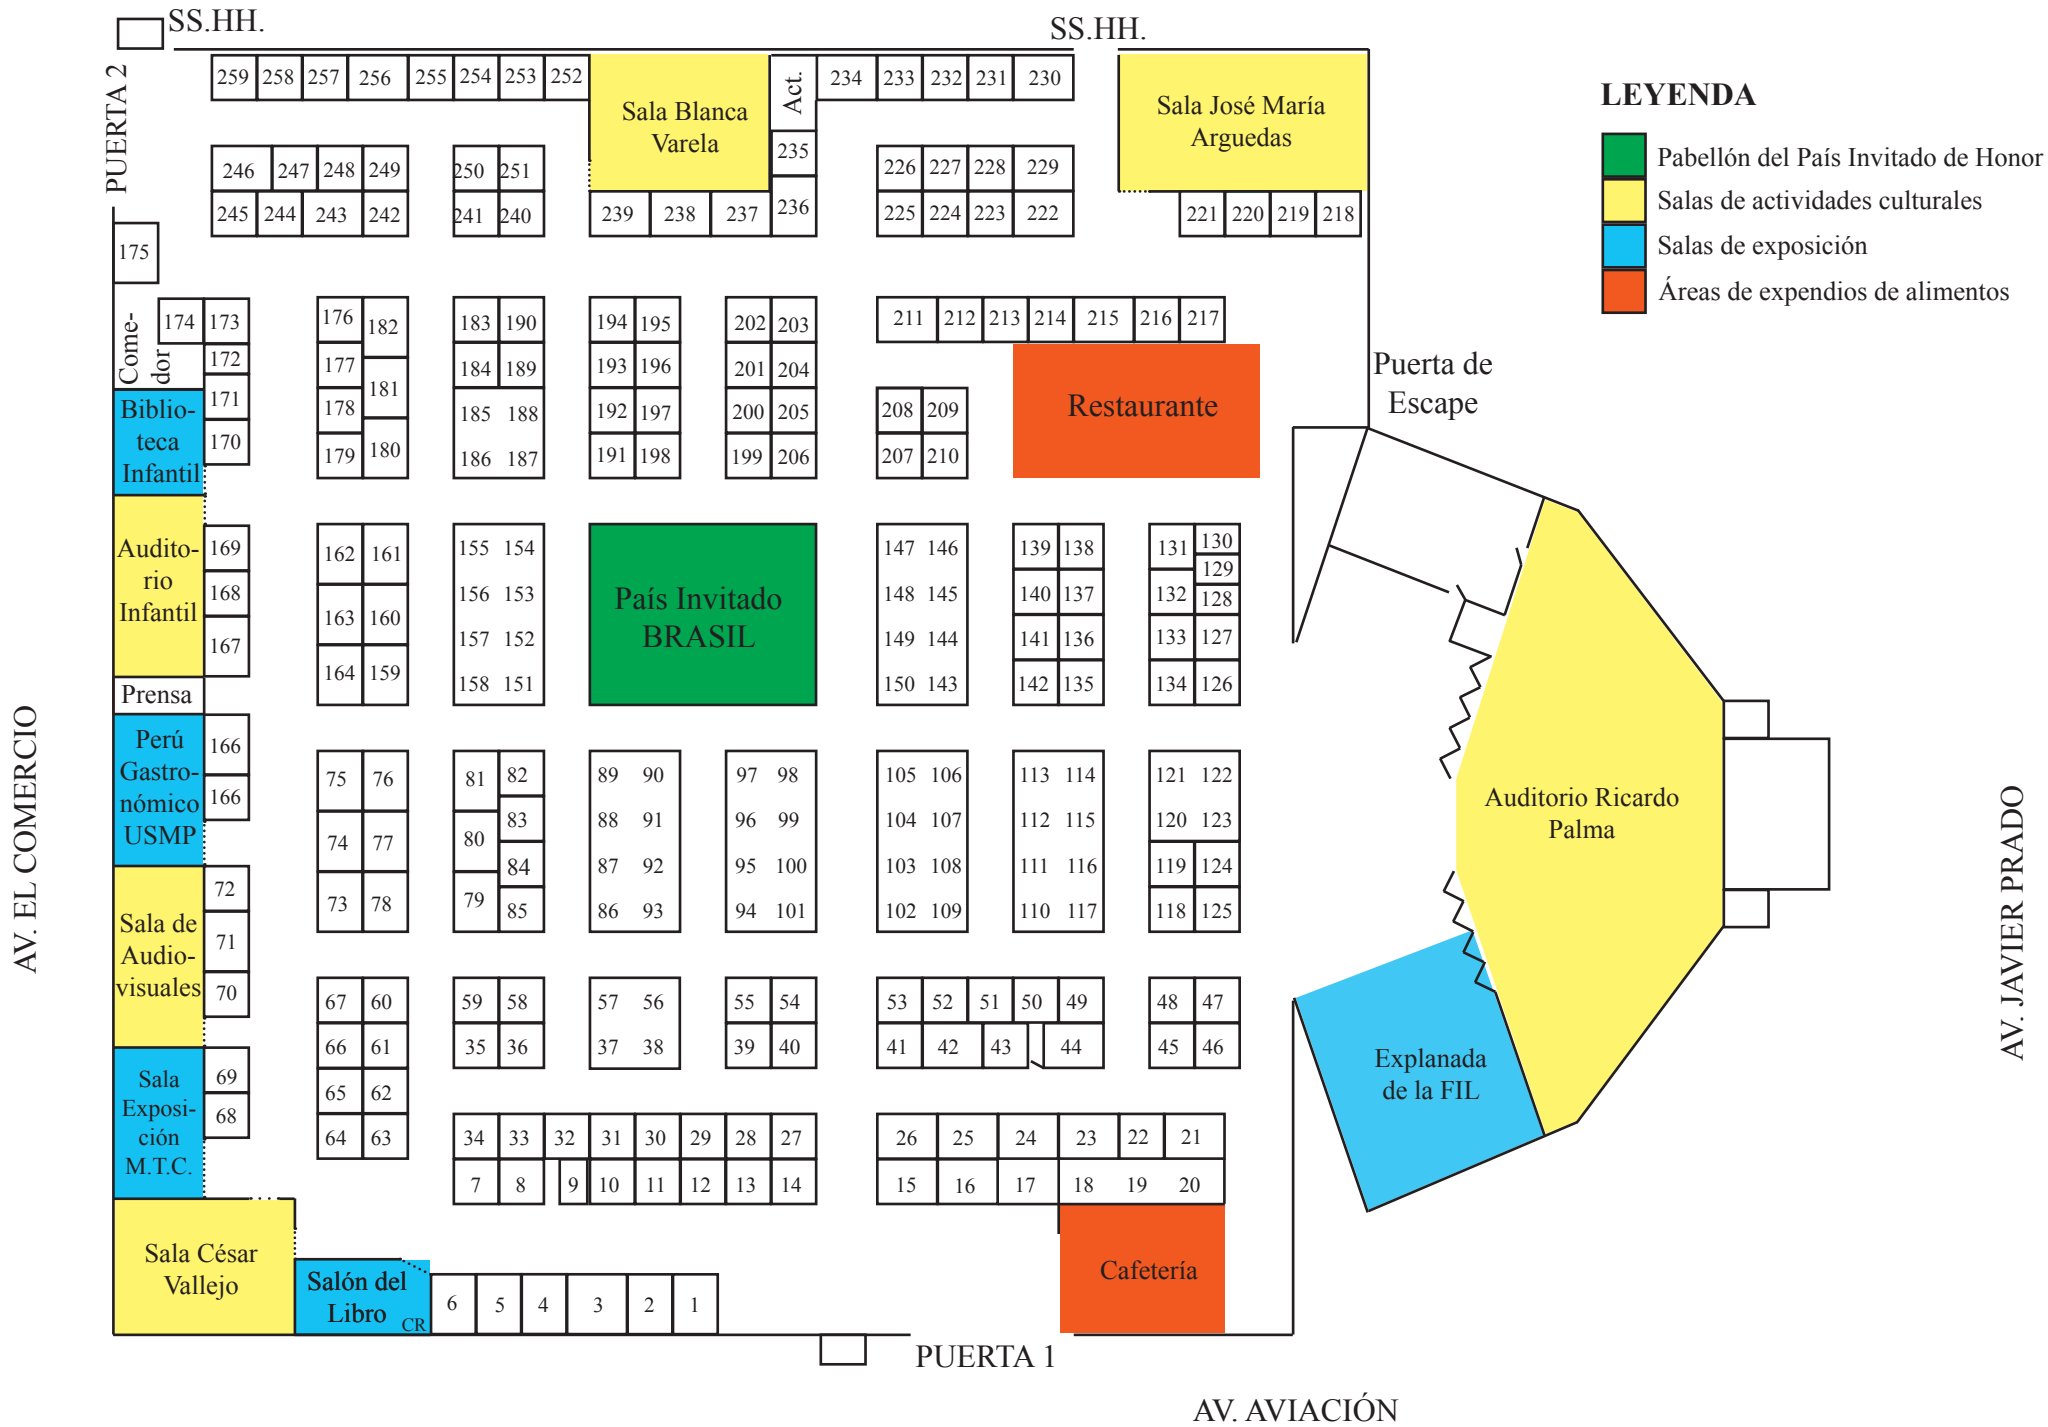 SS.HH.
SS.HH.
PUERTA 2
259 258 257 256 255 254 253 252
Sala Blanca
Varela
Act.
234 233 232 231 230
Sala José María
Arguedas
235
246 247 248 249 250 251
226 227 228 229
245 244 243 242 241 240
239 238 237 236
225 224 223 222
221 220 219 218
175
LEYENDA
Pabellón del País Invitado de Honor
Salas de actividades culturales
Salas de exposición
Áreas de expendios de alimentos
Come-
dor
174 173
172
171
170
Biblio-
teca
Infantil
176 182
177
181
178
179 180
183 190
184 189
185 188
186 187
194 195
193 196
192 197
191 198
202 203
201 204
200 205
199 206
211 212 213 214 215 216 217
208 209
207 210
Restaurante
Puerta de
Escape
Audito-
rio
Infantil
169
168
167
162 161
163 160
164 159
155 154
156 153
157 152
158 151
País Invitado
BRASIL
147 146
148 145
149 144
150 143
139 138
140 137
141 136
142 135
131 130
129
132 128
133 127
134 126
Prensa
Perú
Gastro-
nómico
USMP
166
166
75 76
74 77
73 78
81 82
83
80
84
79 85
89 90
88 91
87 92
86 93
97 98
96 99
95 100
94 101
105 106
104 107
103 108
102 109
113 114
112 115
111 116
110 117
121 122
120 123
119 124
118 125
Auditorio Ricardo
Palma
AV. EL COMERCIO
AV. JAVIER PRADO
Sala de
Audio-
visuales
72
71
70
67 60
66 61
65 62
64 63
59 58
35 36
57 56
37 38
55 54
39 40
53 52 51 50 49
41 42 43 44
48 47
45 46
Explanada
de la FIL
Sala
Exposi-
ción
M.T.C.
69
68
34 33 32 31 30 29 28 27
7 8 9 10 11 12 13 14
26 25 24 23 22 21
15 16 17 18 19 20
Sala César
Vallejo
Salón del
Libro
CR
6 5 4 3 2 1
Cafetería
PUERTA 1
AV. AVIACIÓN